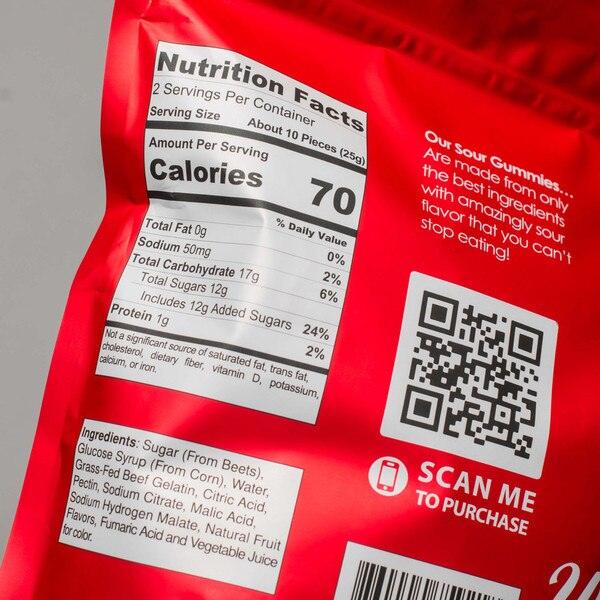 Nutrition Facts
2 Servings Per Container
Serving Size About 10 Pieces (25g)
Amount Per Serving
Calories 70
% Daily Value
Total Fat 0g 0%
Sodium 50mg 2%
Total Carbohydrate 17g 6%
Total Sugars 12g
Includes 12g Added Sugars 24%
Protein 1g 2%
Not a significant source of saturated fat, trans fat,
cholesterol, dietary fiber, vitamin D, potassium,
calcium, or iron.
Ingredients: Sugar (From Beets),
Glucose Syrup (From Corn), Water,
Grass-Fed Beef Gelatin, Citric Acid,
Pectin, Sodium Citrate, Malic Acid,
Sodium Hydrogen Malate, Natural Fruit
Flavors, Fumaric Acid and Vegetable Juice
for color.
Our Sour Gummies...
Are made from only
the best ingredients
with amazingly sour
flavor that you can't
stop eating!
SCAN ME
TO PURCHASE